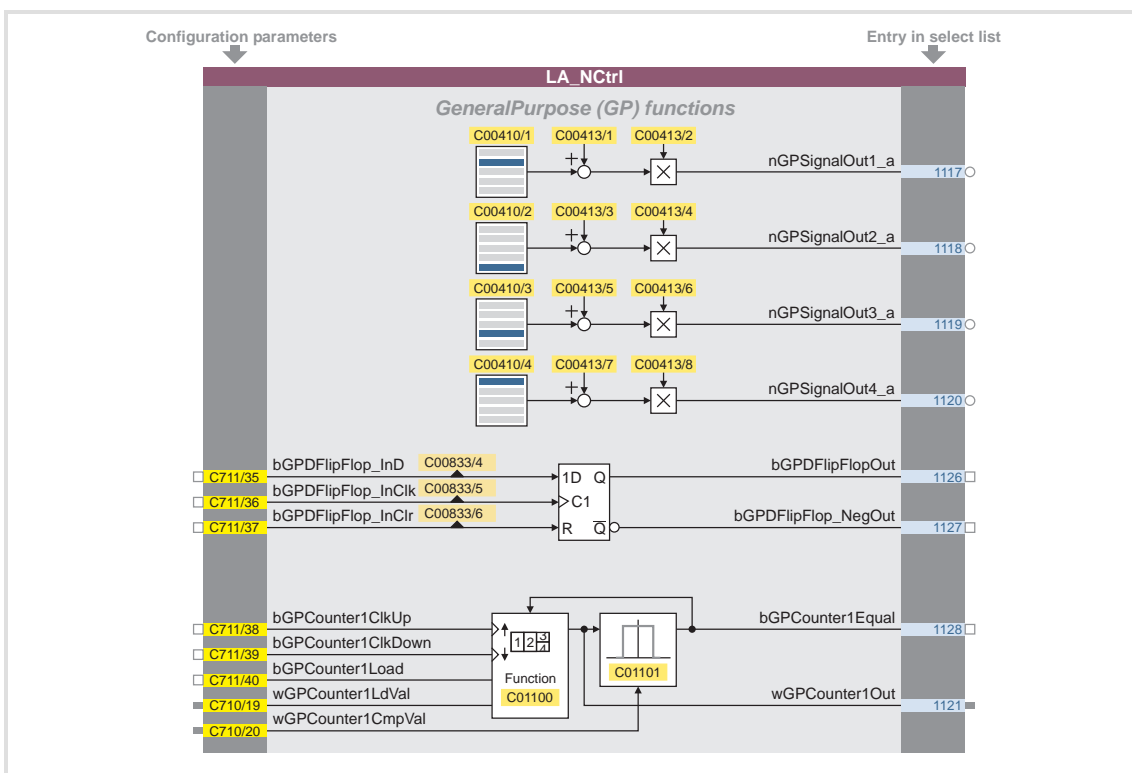 Configuration parameters Entry in select list
LA_NCtrl
GeneralPurpose (GP) functions
C00410/1 C00413/1 C00413/2
+ × nGPSignalOut1_a 1117
C00410/2 C00413/3 C00413/4
+ × nGPSignalOut2_a 1118
C00410/3 C00413/5 C00413/6
+ × nGPSignalOut3_a 1119
C00410/4 C00413/7 C00413/8
+ × nGPSignalOut4_a 1120
C711/35 bGPDFlipFlop_InD C00833/4 1D Q bGPDFlipFlopOut 1126
C711/36 bGPDFlipFlop_InClk C00833/5 C1
C711/37 bGPDFlipFlop_InClr C00833/6 R Q bGPDFlipFlop_NegOut 1127
C711/38 bGPCounter1ClkUp 1 2 3 4 bGPCounter1Equal 1128
C711/39 bGPCounter1ClkDown
C711/40 bGPCounter1Load Function C01101
C710/19 wGPCounter1LdVal C01100 wGPCounter1Out 1121
C710/20 wGPCounter1CmpVal